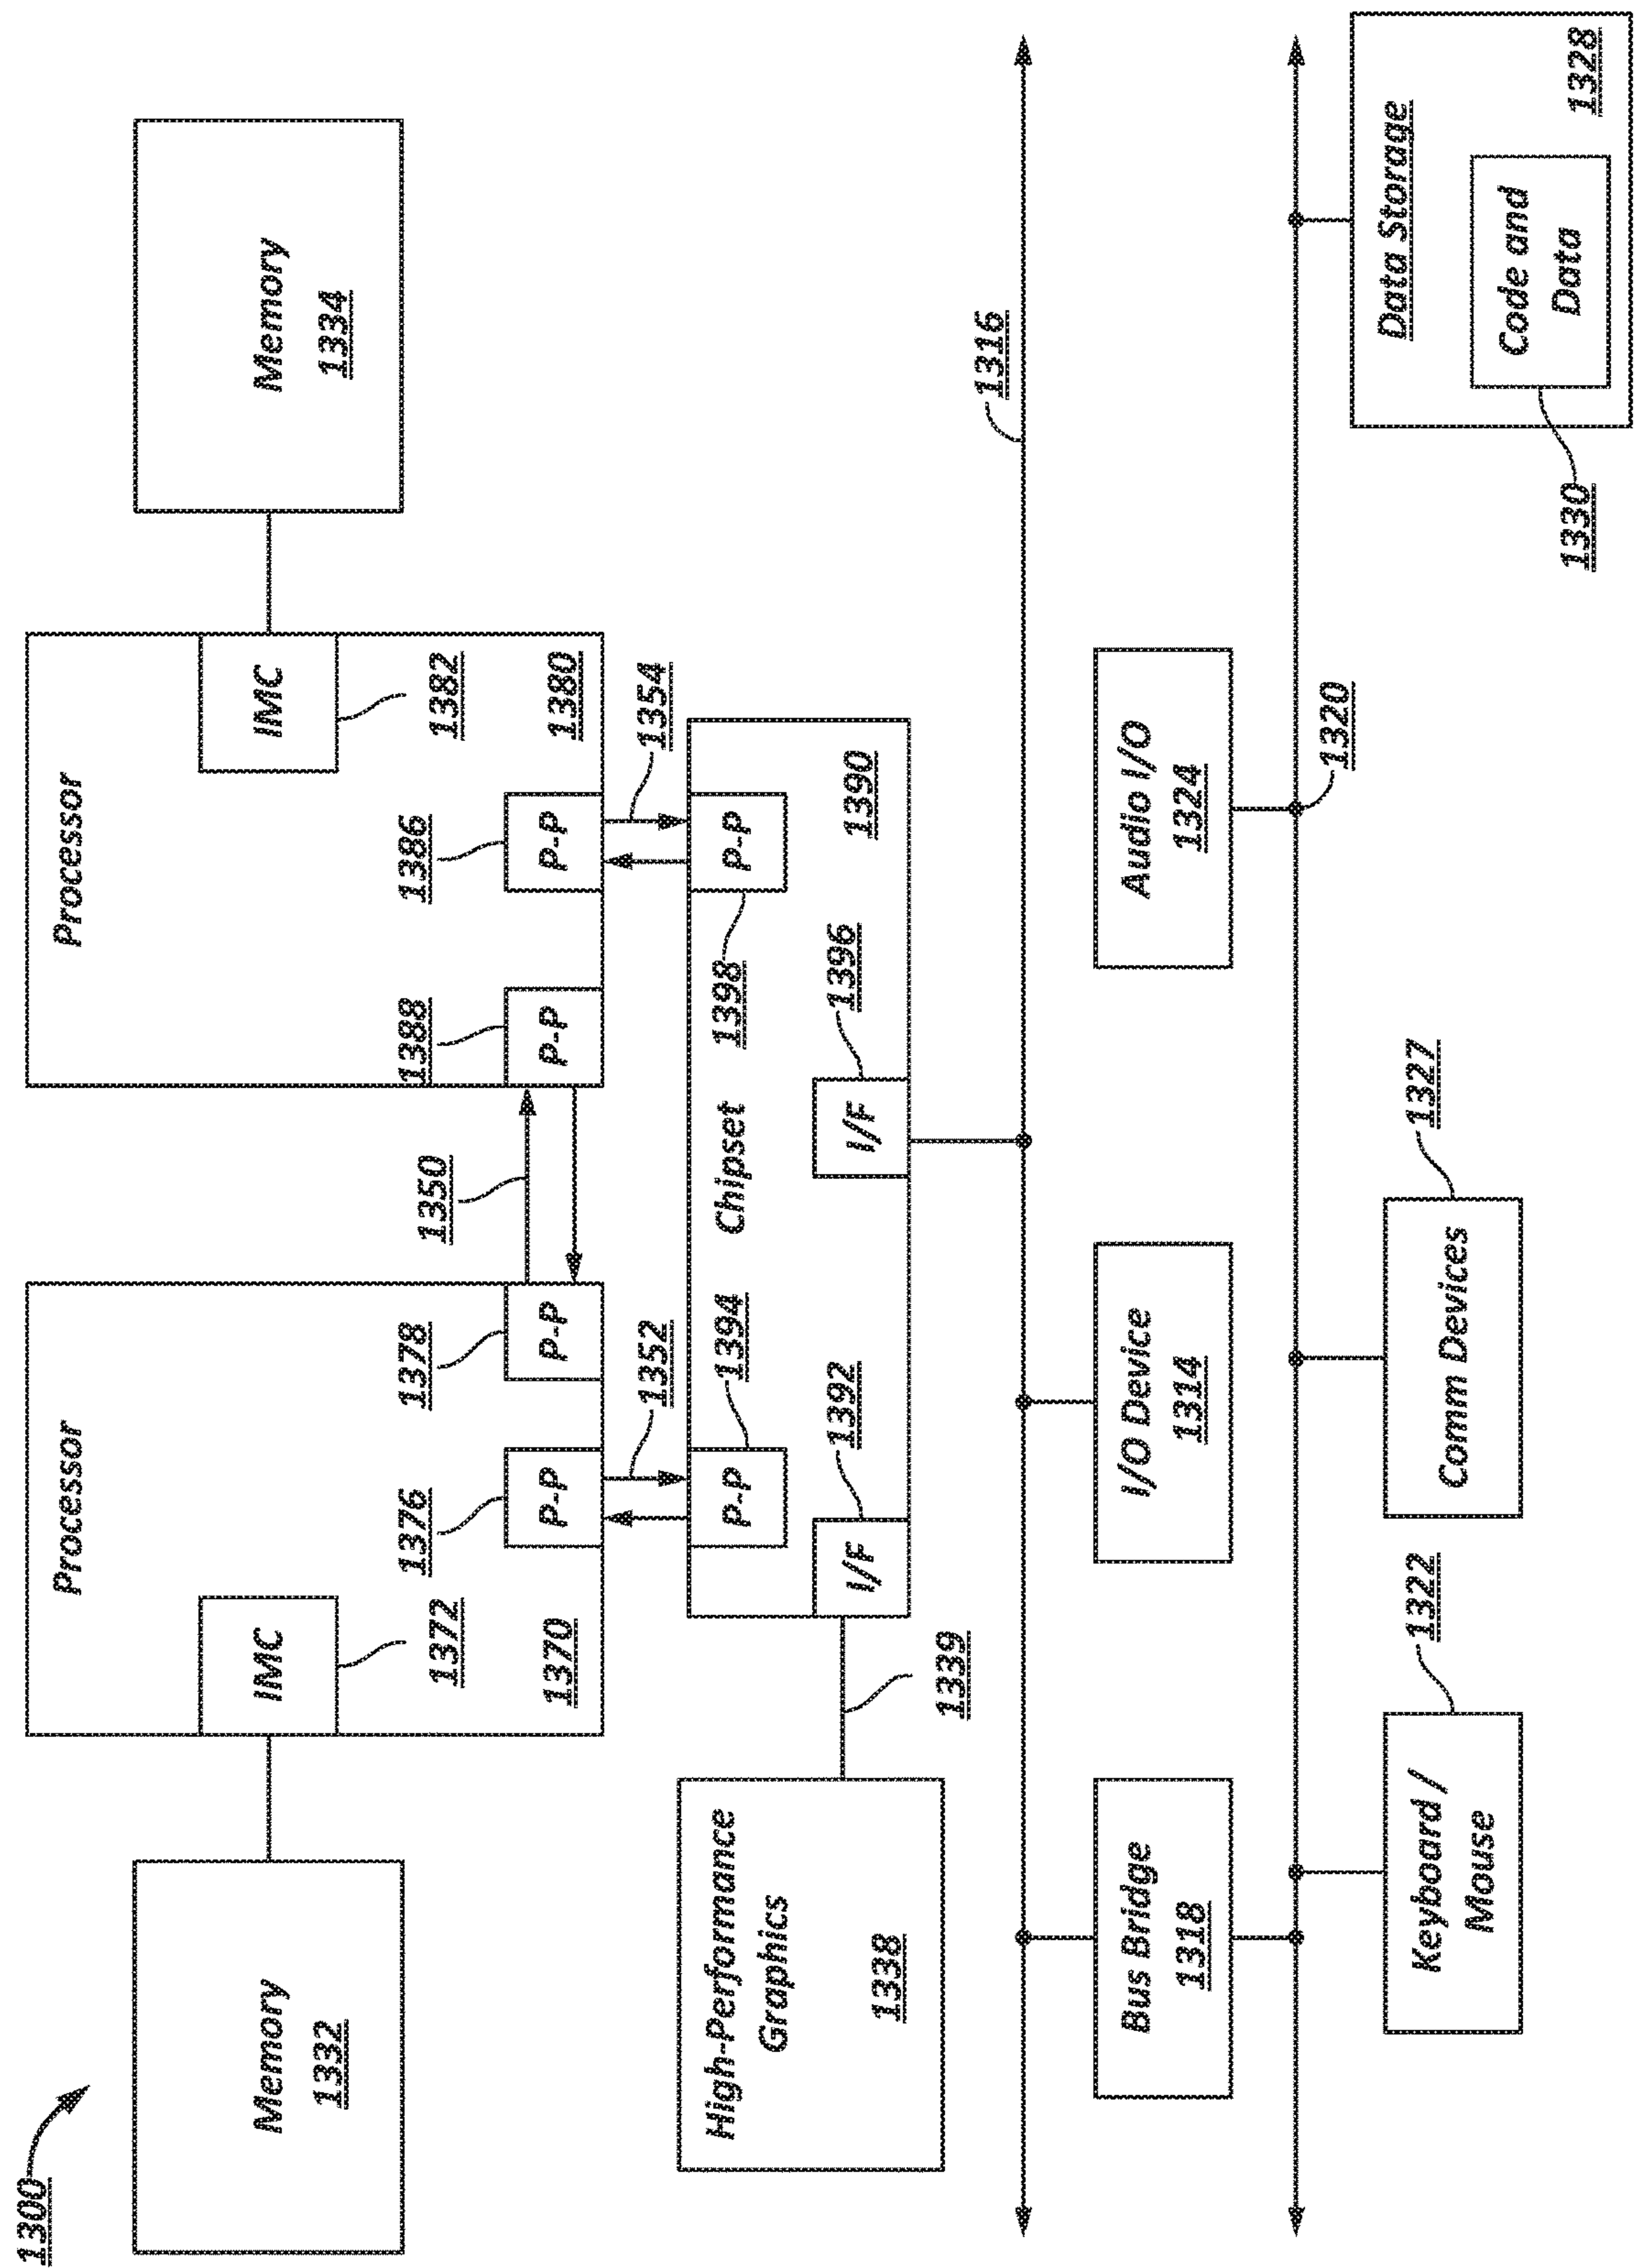 1300
Processor
Processor
Memory
1332
IMC
1372
1376
1378
1350
1388
1386
IMC
1382
Memory
1334
1370
P-P
P-P
P-P
P-P
1380
1352
1354
High-Performance
Graphics
1338
P-P
1394
Chipset
1398
P-P
I/F
1392
I/F
1396
1390
1339
1316
Bus Bridge
1318
I/O Device
1314
Audio I/O
1324
1320
Keyboard /
Mouse
1322
Comm Devices
1327
Data Storage
Code and
Data
1330
1328